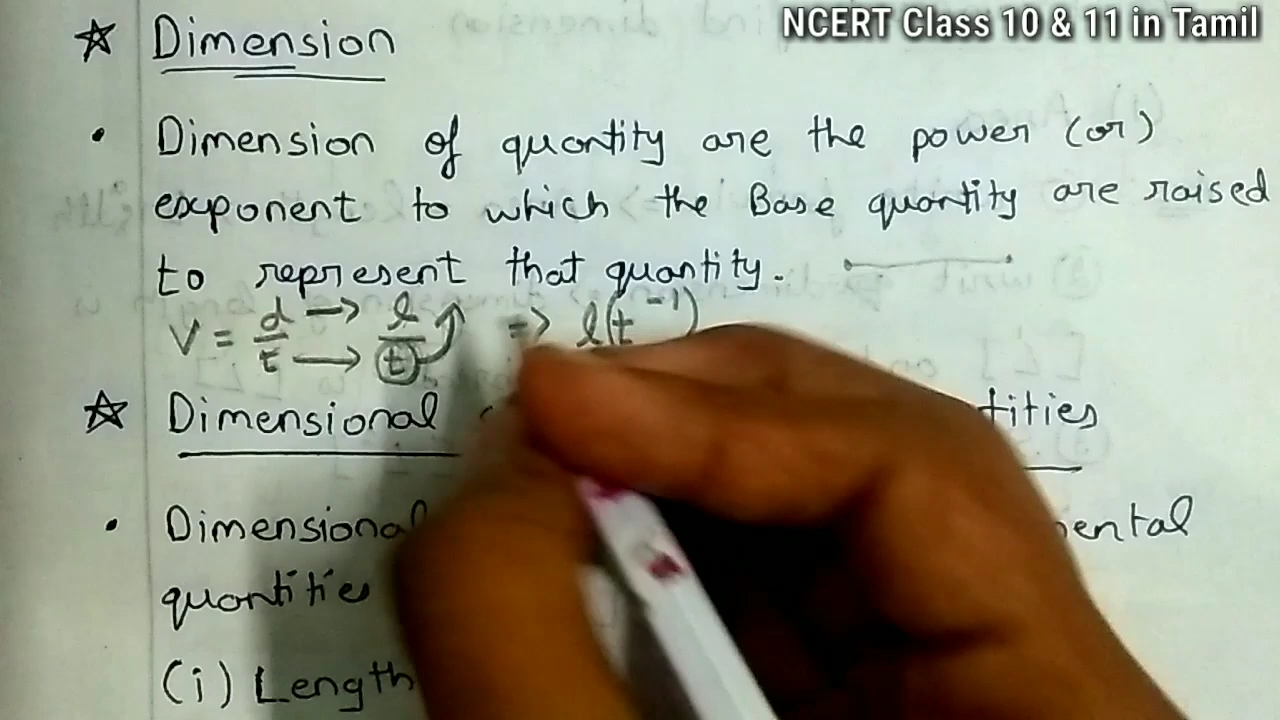 NCERT Class 10 & 11 in Tamil
☆ Dimension
• Dimension of quantity are the power (or)
exponent to which the Base quantity are raised
to represent that quantity.
V = d/t → l/t => l(t⁻¹)
☆ Dimensional
• Dimensional
quantities
(i) Length